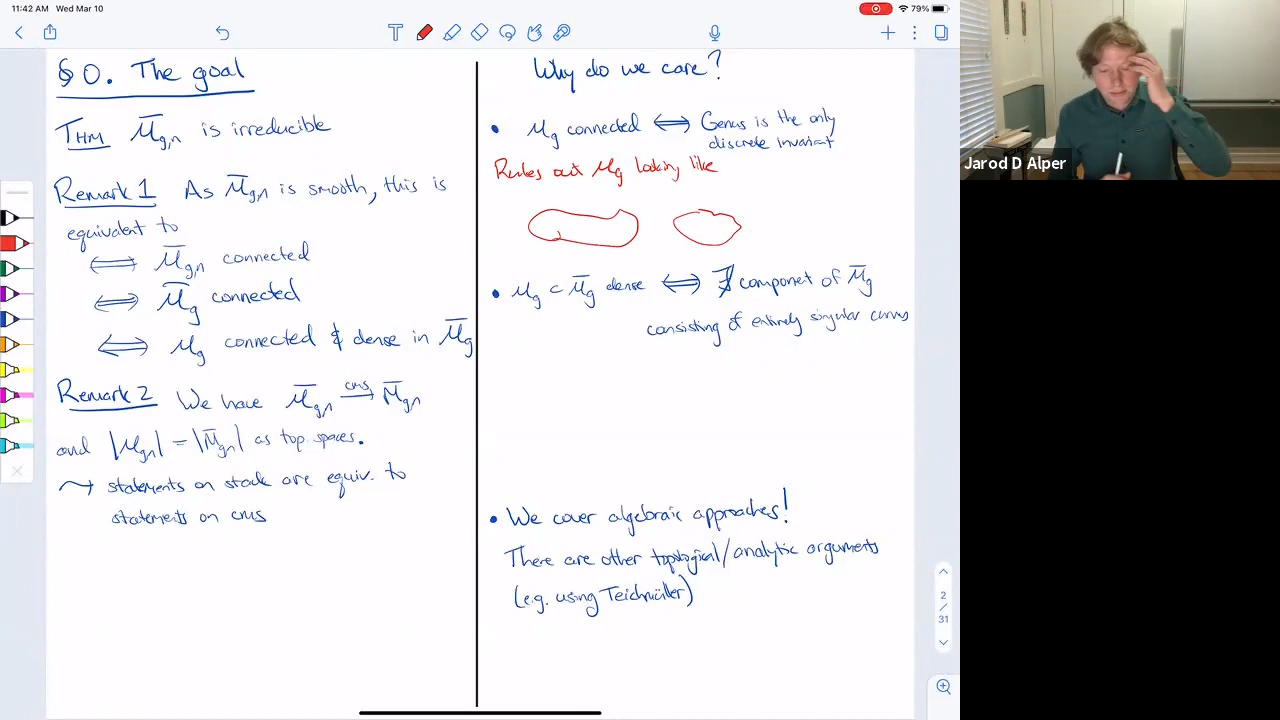 11:42 AM Wed Mar 10
79%
§0. The goal
THM M̄g,n is irreducible
Remark 1 As M̄g,n is smooth, this is
equivalent to
⟺ M̄g,n connected
⟺ M̄g connected
⟺ Mg connected & dense in M̄g
Remark 2 We have M̄g,n →cms M̄g,n
and |M̄g,n| = |M̄g,n| as top spaces.
⇝ statements on stack are equiv. to
statements on cms
Why do we care?
• Mg connected ⟺ Genus is the only
discrete invariant
Rules out Mg looking like
• Mg ⊂ M̄g dense ⟺ ∄ componet of M̄g
consisting of entirely singular curves
• We cover algebraic approaches!
There are other topological/analytic arguments
(e.g. using Teichmüller)
2
/
31
Jarod D Alper